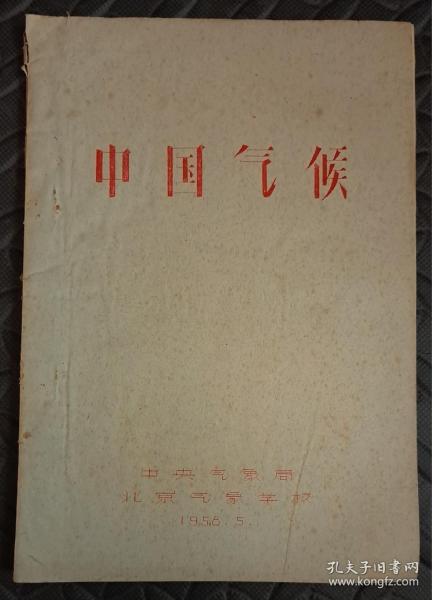 中国气候
中央气象局
北京气象学校
1958.5.
孔夫子旧书网
www.kongfz.com